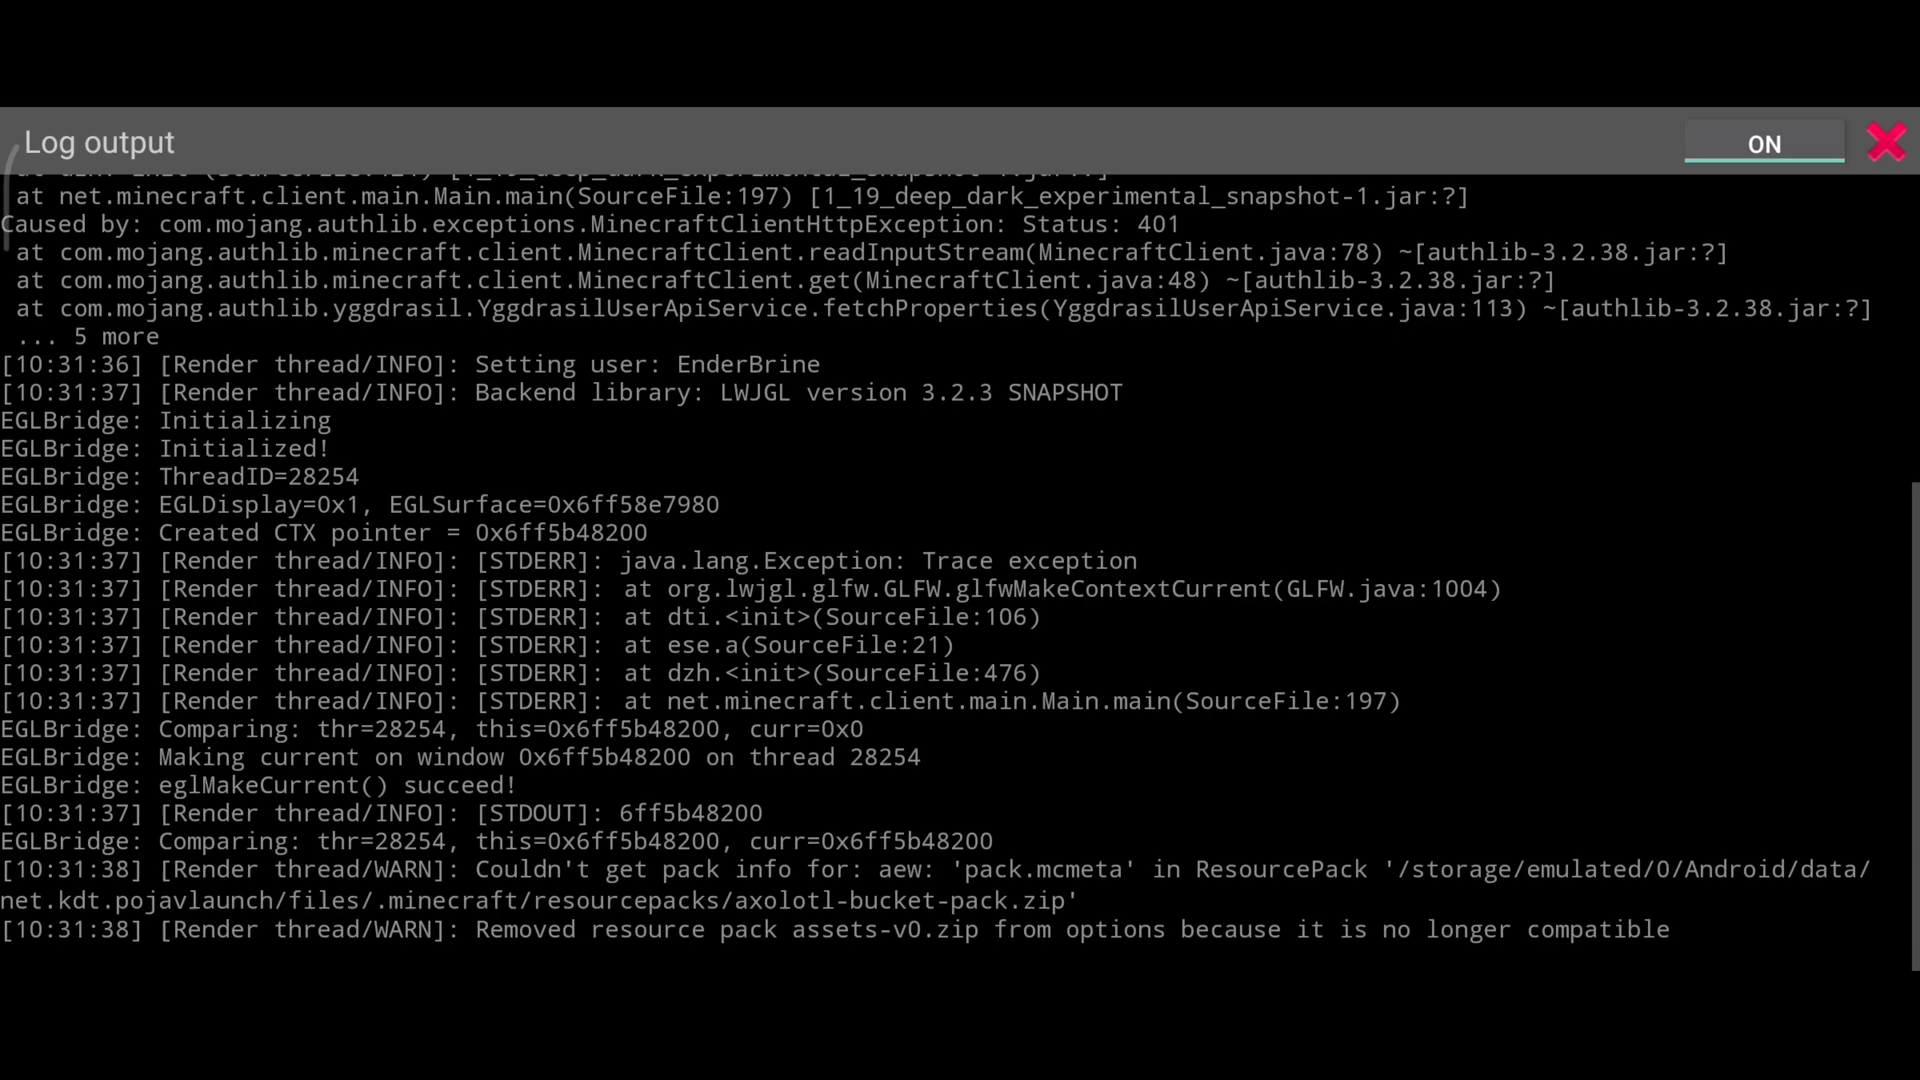 Log output
ON
at net.minecraft.client.main.Main.main(SourceFile:197) [1_19_deep_dark_experimental_snapshot-1.jar:?]
Caused by: com.mojang.authlib.exceptions.MinecraftClientHttpException: Status: 401
at com.mojang.authlib.minecraft.client.MinecraftClient.readInputStream(MinecraftClient.java:78) ~[authlib-3.2.38.jar:?]
at com.mojang.authlib.minecraft.client.MinecraftClient.get(MinecraftClient.java:48) ~[authlib-3.2.38.jar:?]
at com.mojang.authlib.yggdrasil.YggdrasilUserApiService.fetchProperties(YggdrasilUserApiService.java:113) ~[authlib-3.2.38.jar:?]
... 5 more
[10:31:36] [Render thread/INFO]: Setting user: EnderBrine
[10:31:37] [Render thread/INFO]: Backend library: LWJGL version 3.2.3 SNAPSHOT
EGLBridge: Initializing
EGLBridge: Initialized!
EGLBridge: ThreadID=28254
EGLBridge: EGLDisplay=0x1, EGLSurface=0x6ff58e7980
EGLBridge: Created CTX pointer = 0x6ff5b48200
[10:31:37] [Render thread/INFO]: [STDERR]: java.lang.Exception: Trace exception
[10:31:37] [Render thread/INFO]: [STDERR]: at org.lwjgl.glfw.GLFW.glfwMakeContextCurrent(GLFW.java:1004)
[10:31:37] [Render thread/INFO]: [STDERR]: at dti.<init>(SourceFile:106)
[10:31:37] [Render thread/INFO]: [STDERR]: at ese.a(SourceFile:21)
[10:31:37] [Render thread/INFO]: [STDERR]: at dzh.<init>(SourceFile:476)
[10:31:37] [Render thread/INFO]: [STDERR]: at net.minecraft.client.main.Main.main(SourceFile:197)
EGLBridge: Comparing: thr=28254, this=0x6ff5b48200, curr=0x0
EGLBridge: Making current on window 0x6ff5b48200 on thread 28254
EGLBridge: eglMakeCurrent() succeed!
[10:31:37] [Render thread/INFO]: [STDOUT]: 6ff5b48200
EGLBridge: Comparing: thr=28254, this=0x6ff5b48200, curr=0x6ff5b48200
[10:31:38] [Render thread/WARN]: Couldn't get pack info for: aew: 'pack.mcmeta' in ResourcePack '/storage/emulated/0/Android/data/
net.kdt.pojavlaunch/files/.minecraft/resourcepacks/axolotl-bucket-pack.zip'
[10:31:38] [Render thread/WARN]: Removed resource pack assets-v0.zip from options because it is no longer compatible